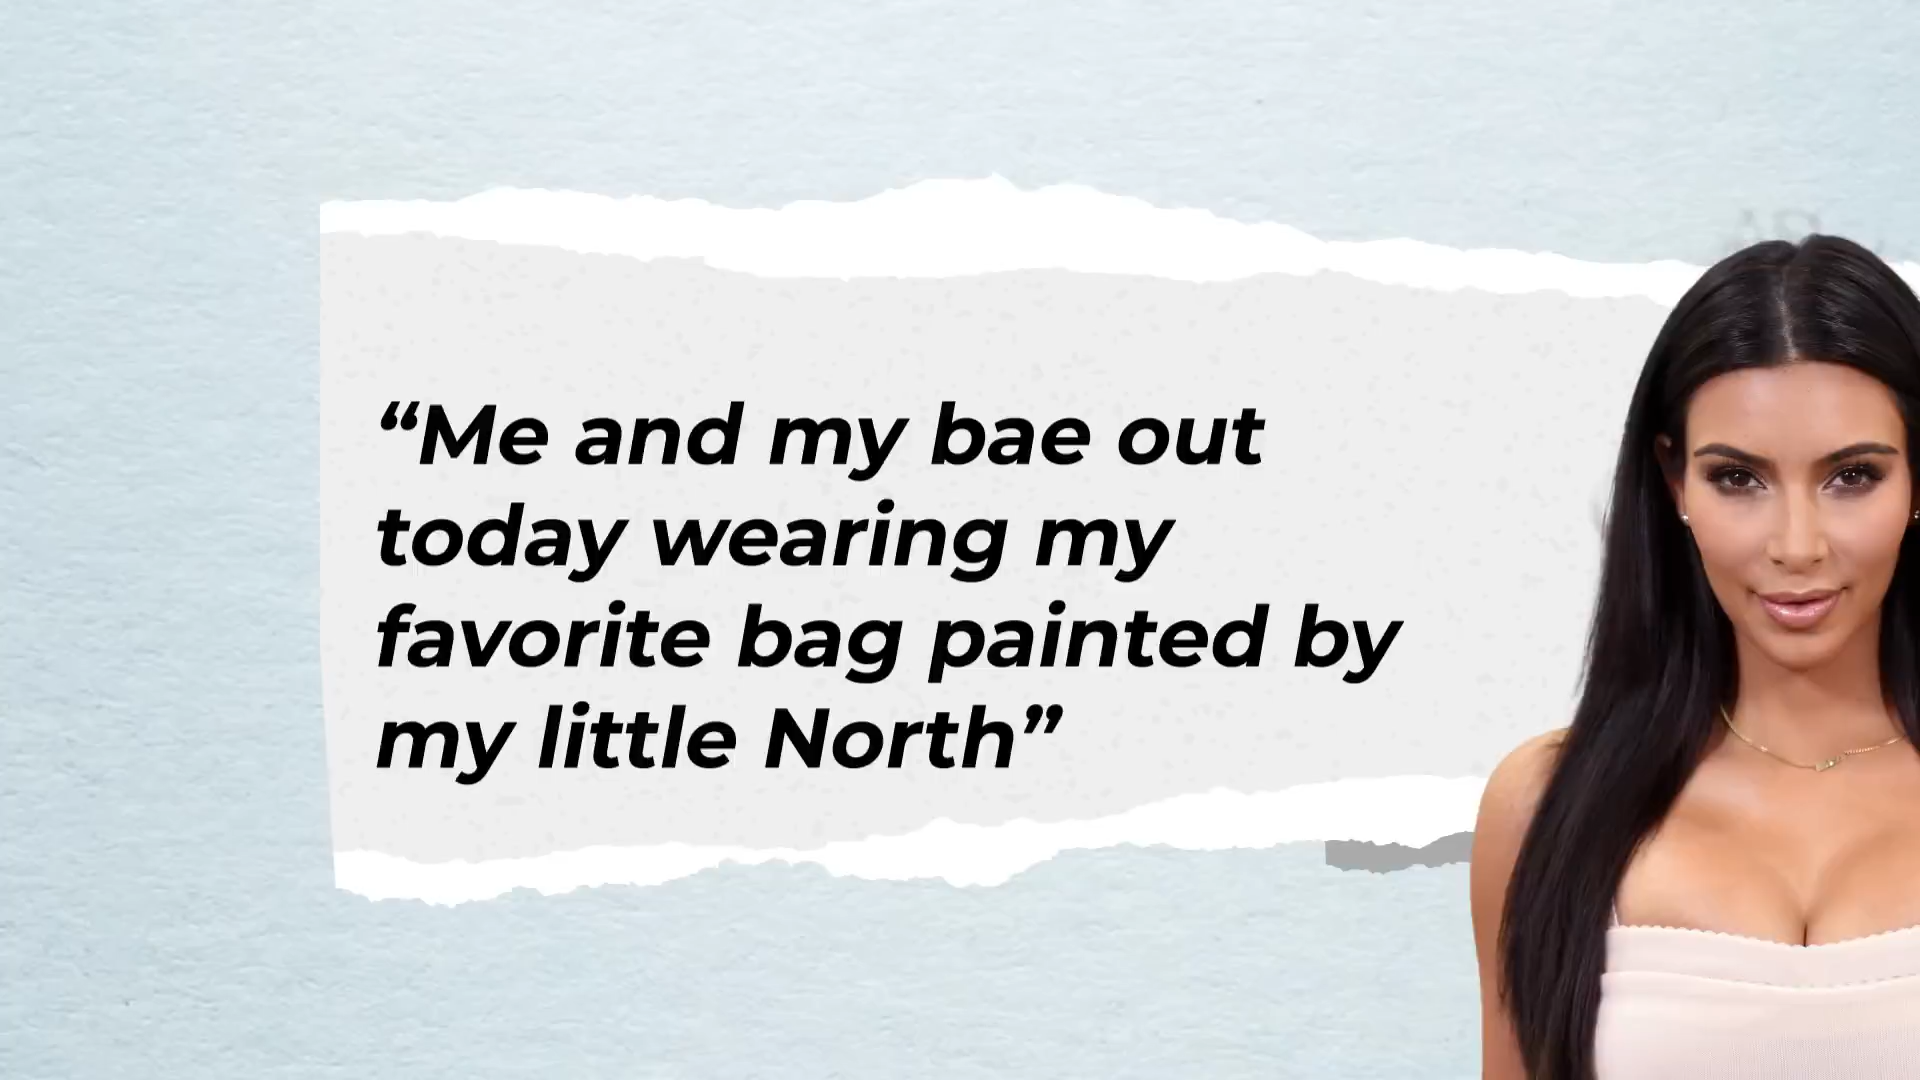 “Me and my bae out
today wearing my
favorite bag painted by
my little North”